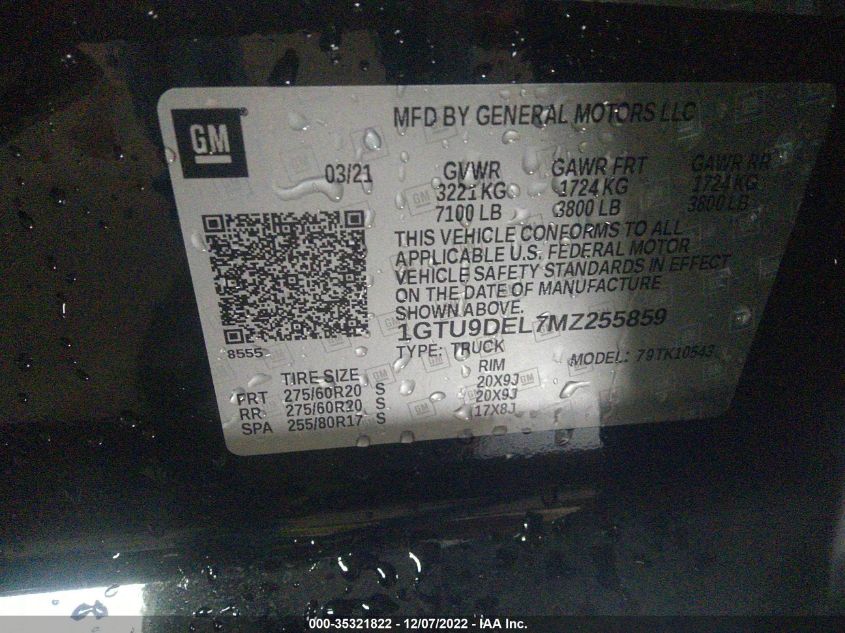 GM
MFD BY GENERAL MOTORS LLC
03/21
GVWR GAWR FRT GAWR RR
3221 KG 1724 KG 1724 KG
7100 LB 3800 LB 3800 LB
THIS VEHICLE CONFORMS TO ALL
APPLICABLE U.S. FEDERAL MOTOR
VEHICLE SAFETY STANDARDS IN EFFECT
ON THE DATE OF MANUFACTURE
SHOWN ABOVE.
1GTU9DEL7MZ255859
8555
TYPE: TRUCK MODEL: 79TK10543
TIRE SIZE RIM
FRT 275/60R20 S 20X9J
RR 275/60R20 S 20X9J
SPA 255/80R17 S 17X8J
000-35321822 - 12/07/2022 - IAA Inc.